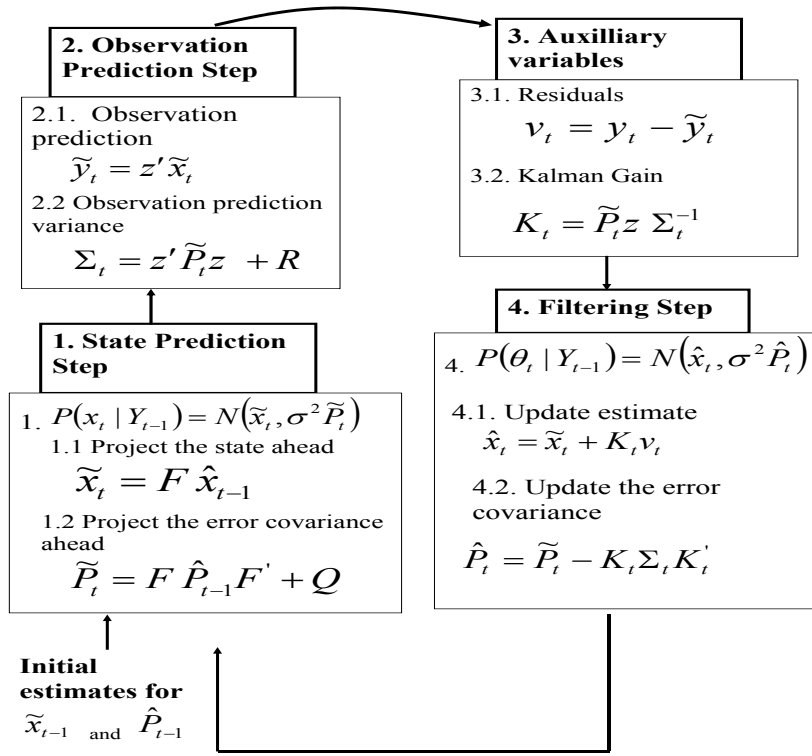 2. Observation
Prediction Step
2.1. Observation
prediction
ỹ_t = z′ x̃_t
2.2 Observation prediction
variance
Σ_t = z′ P̃_t z + R
3. Auxilliary
variables
3.1. Residuals
v_t = y_t − ỹ_t
3.2. Kalman Gain
K_t = P̃_t z Σ_t^{-1}
1. State Prediction
Step
1. P(x_t | Y_{t−1}) = N(x̃_t, σ² P̃_t)
1.1 Project the state ahead
x̃_t = F x̂_{t−1}
1.2 Project the error covariance
ahead
P̃_t = F P̂_{t−1} F' + Q
4. Filtering Step
4. P(θ_t | Y_{t−1}) = N(x̂_t, σ² P̂_t)
4.1. Update estimate
x̂_t = x̃_t + K_t v_t
4.2. Update the error
covariance
P̂_t = P̃_t − K_t Σ_t K_t'
Initial
estimates for
x̃_{t−1} and P̂_{t−1}